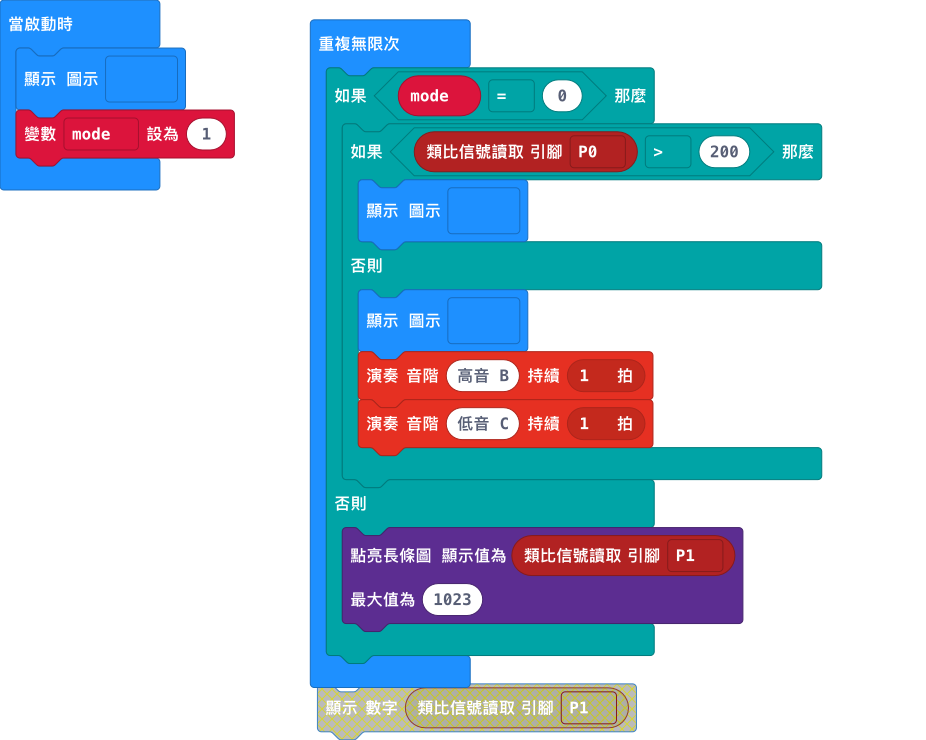 當啟動時
顯示 圖示
變數 mode 設為 1
重複無限次
如果 mode = 0 那麼
如果 類比信號讀取 引腳 P0 > 200 那麼
顯示 圖示
否則
顯示 圖示
演奏 音階 高音 B 持續 1 拍
演奏 音階 低音 C 持續 1 拍
否則
點亮長條圖 顯示值為 類比信號讀取 引腳 P1
最大值為 1023
顯示 數字 類比信號讀取 引腳 P1